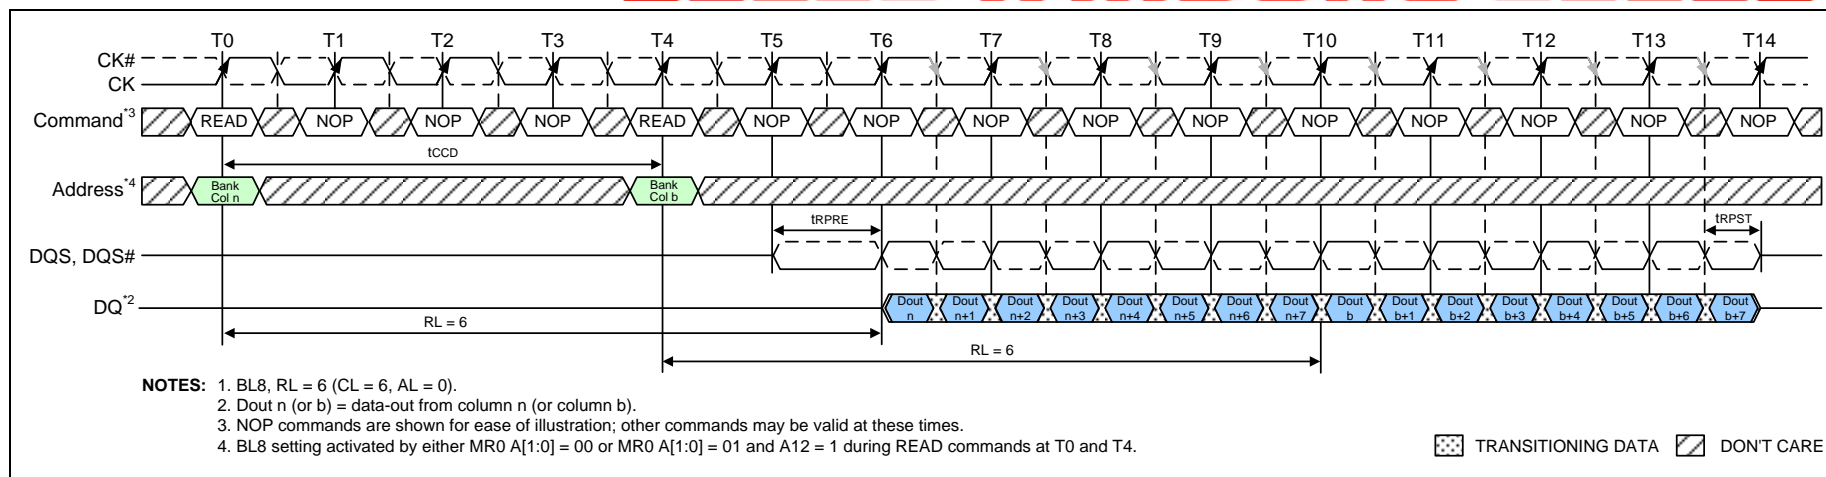 T0 T1 T2 T3 T4 T5 T6 T7 T8 T9 T10 T11 T12 T13 T14
CK#
CK
Command*3 READ NOP NOP NOP READ NOP NOP NOP NOP NOP NOP NOP NOP NOP NOP
tCCD
Address*4 Bank Col n Bank Col b
tRPRE tRPST
DQS, DQS#
DQ*2 Dout n Dout n+1 Dout n+2 Dout n+3 Dout n+4 Dout n+5 Dout n+6 Dout n+7 Dout b Dout b+1 Dout b+2 Dout b+3 Dout b+4 Dout b+5 Dout b+6 Dout b+7
RL = 6
RL = 6
NOTES: 1. BL8, RL = 6 (CL = 6, AL = 0).
2. Dout n (or b) = data-out from column n (or column b).
3. NOP commands are shown for ease of illustration; other commands may be valid at these times.
4. BL8 setting activated by either MR0 A[1:0] = 00 or MR0 A[1:0] = 01 and A12 = 1 during READ commands at T0 and T4.
TRANSITIONING DATA DON'T CARE